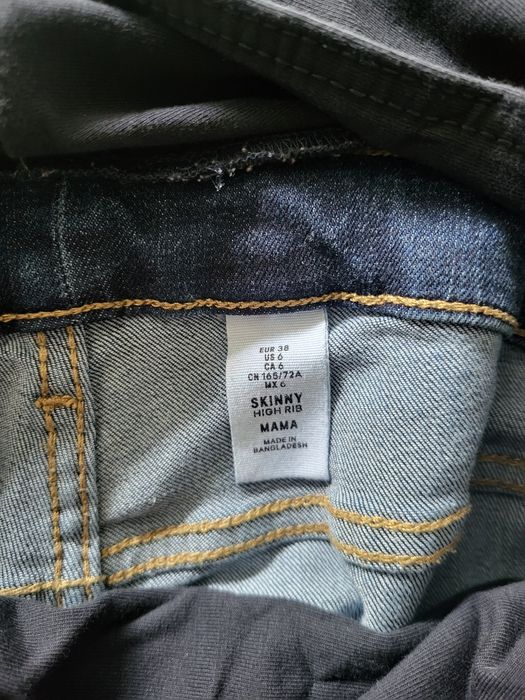 EUR 38
US 6
CA 6
CN 165/72A
MX 6
SKINNY
HIGH RIB
MAMA
MADE IN
BANGLADESH